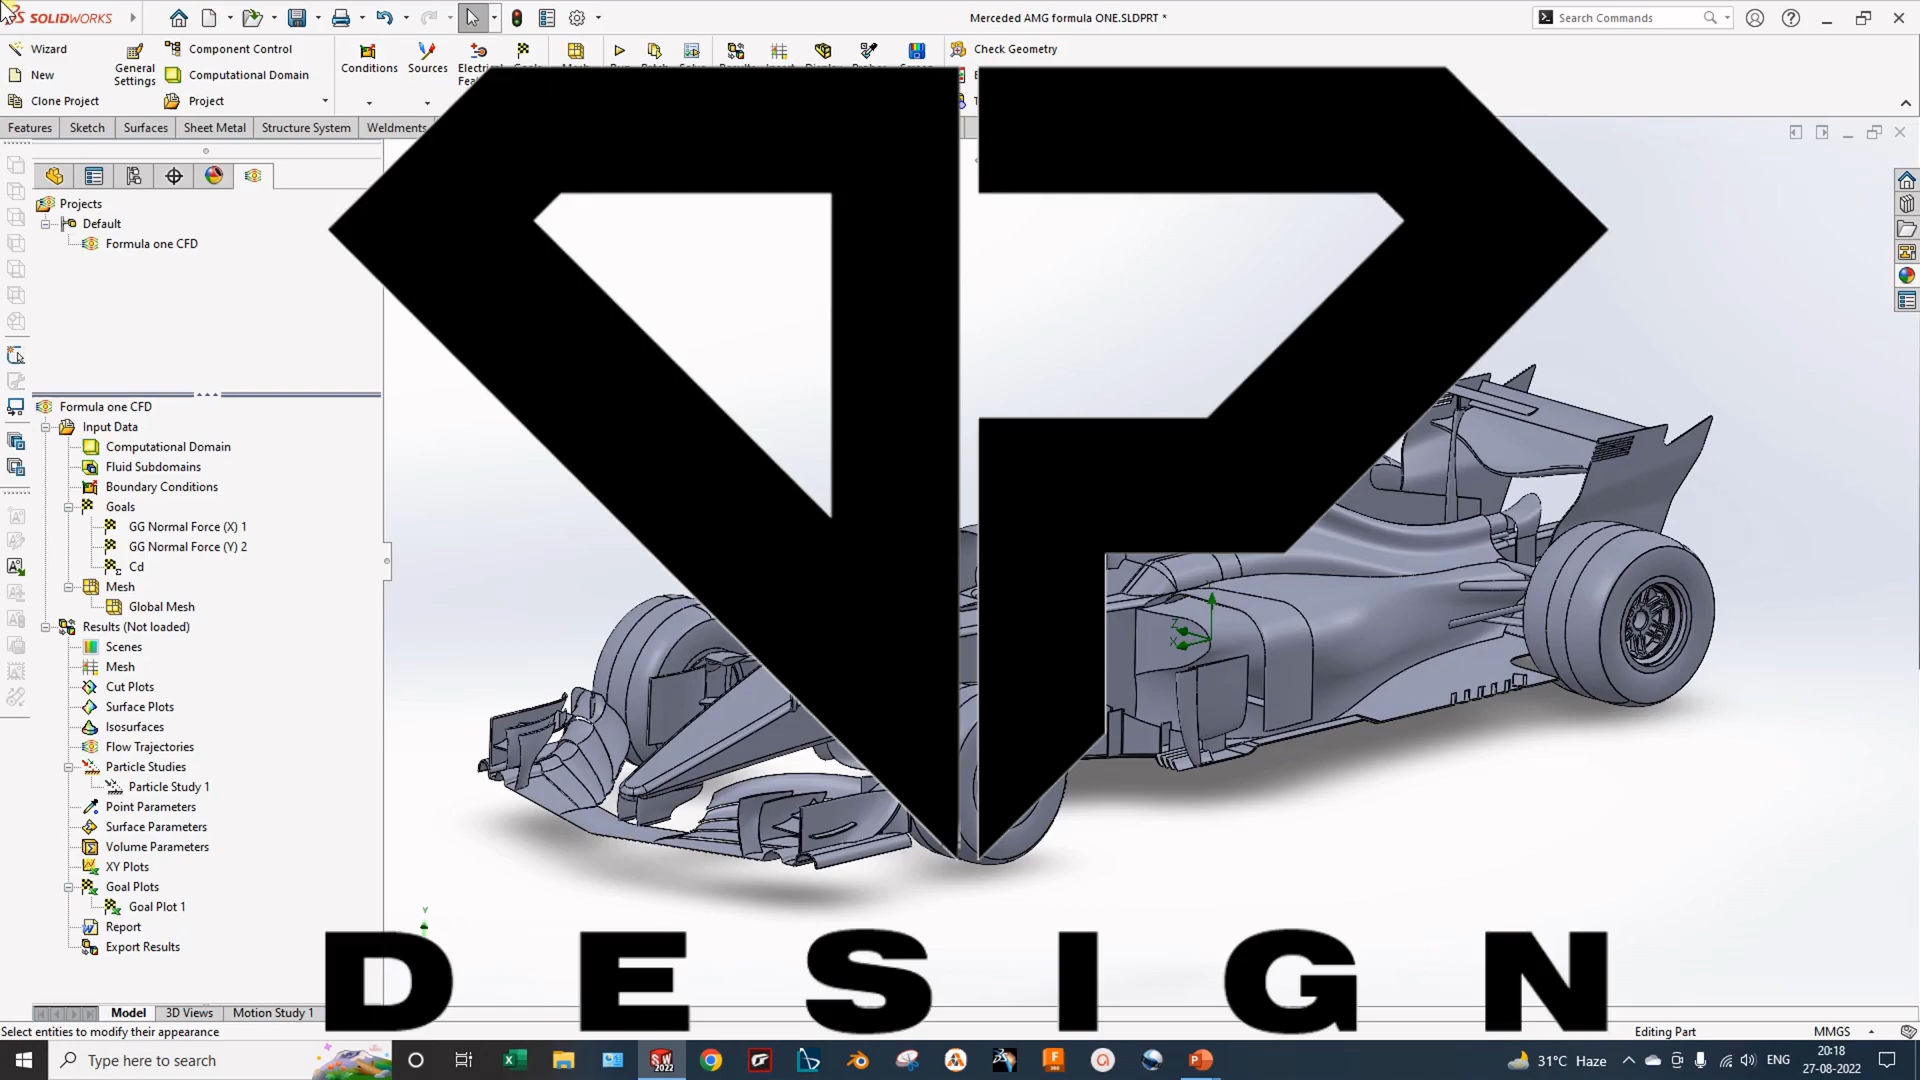 SOLIDWORKS
Merceded AMG formula ONE.SLDPRT *
Search Commands
Wizard
New
Clone Project
General Settings
Component Control
Computational Domain
Project
Conditions
Sources
Check Geometry
Features
Sketch
Surfaces
Sheet Metal
Structure System
Weldments
Projects
Default
Formula one CFD
Formula one CFD
Input Data
Computational Domain
Fluid Subdomains
Boundary Conditions
Goals
GG Normal Force (X) 1
GG Normal Force (Y) 2
Cd
Mesh
Global Mesh
Results (Not loaded)
Scenes
Mesh
Cut Plots
Surface Plots
Isosurfaces
Flow Trajectories
Particle Studies
Particle Study 1
Point Parameters
Surface Parameters
Volume Parameters
XY Plots
Goal Plots
Goal Plot 1
Report
Export Results
Y
Z
X
DESIGN
Model
3D Views
Motion Study 1
Select entities to modify their appearance
Editing Part
MMGS
Type here to search
SW 2022
31°C Haze
ENG
20:18
27-08-2022